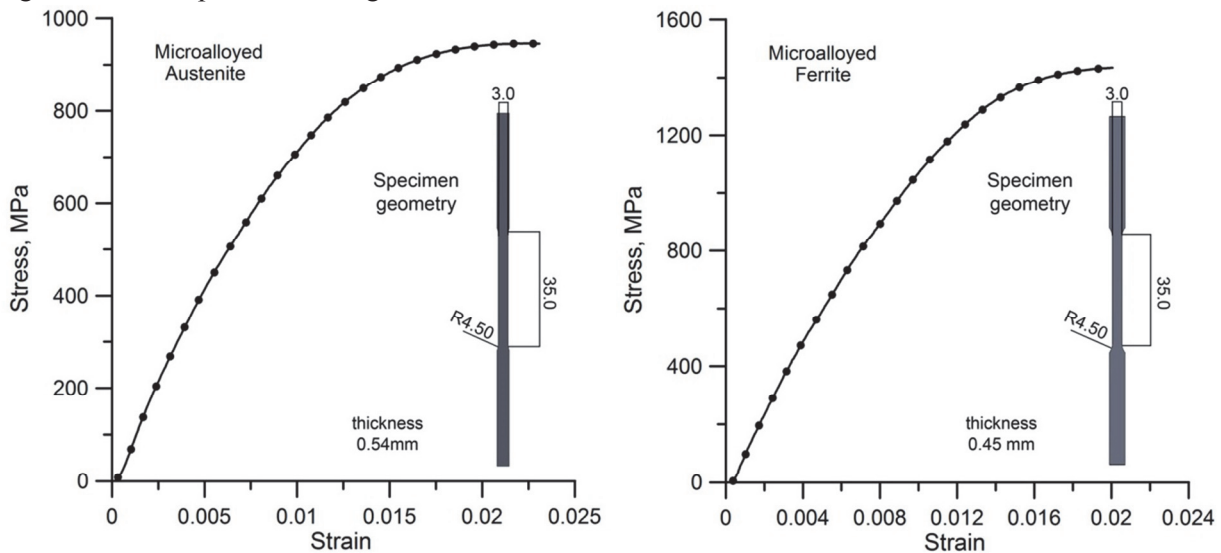 1000
800
600
400
200
0
Stress, MPa
Microalloyed
Austenite
3.0
Specimen
geometry
35.0
R4.50
thickness
0.54mm
0 0.005 0.01 0.015 0.02 0.025
Strain
1600
1200
800
400
0
Stress, MPa
Microalloyed
Ferrite
3.0
Specimen
geometry
35.0
R4.50
thickness
0.45 mm
0 0.004 0.008 0.012 0.016 0.02 0.024
Strain